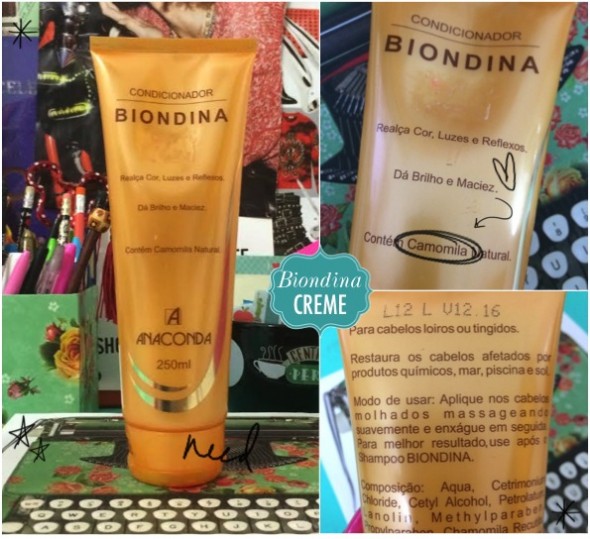 CONDICIONADOR
BIONDINA
Realça Cor, Luzes e Reflexos.
Dá Brilho e Maciez.
Contém Camomila Natural.
A
ANACONDA
250ml
need
CONDICIONADOR
BIONDINA
Realça Cor, Luzes e Reflexos.
Dá Brilho e Maciez.
Contém Camomila Natural.
Biondina
CREME
L12 L V12.16
Para cabelos loiros ou tingidos.
Restaura os cabelos afetados por
produtos químicos, mar, piscina e sol.
Modo de usar: Aplique nos cabelos
molhados massageando
suavemente e enxágue em seguida.
Para melhor resultado, use após o
Shampoo BIONDINA.
Composição: Aqua, Cetrimonium
Chloride, Cetyl Alcohol, Petrolatum
Lanolin, Methylparaben
Propylparaben, Chamomilla Recutita